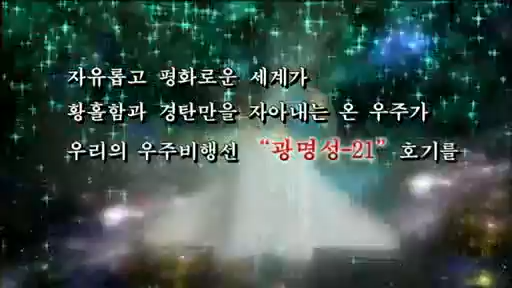 자유롭고 평화로운 세계가
황홀함과 경탄만을 자아내는 온 우주가
우리의 우주비행선 “광명성-21” 호기를